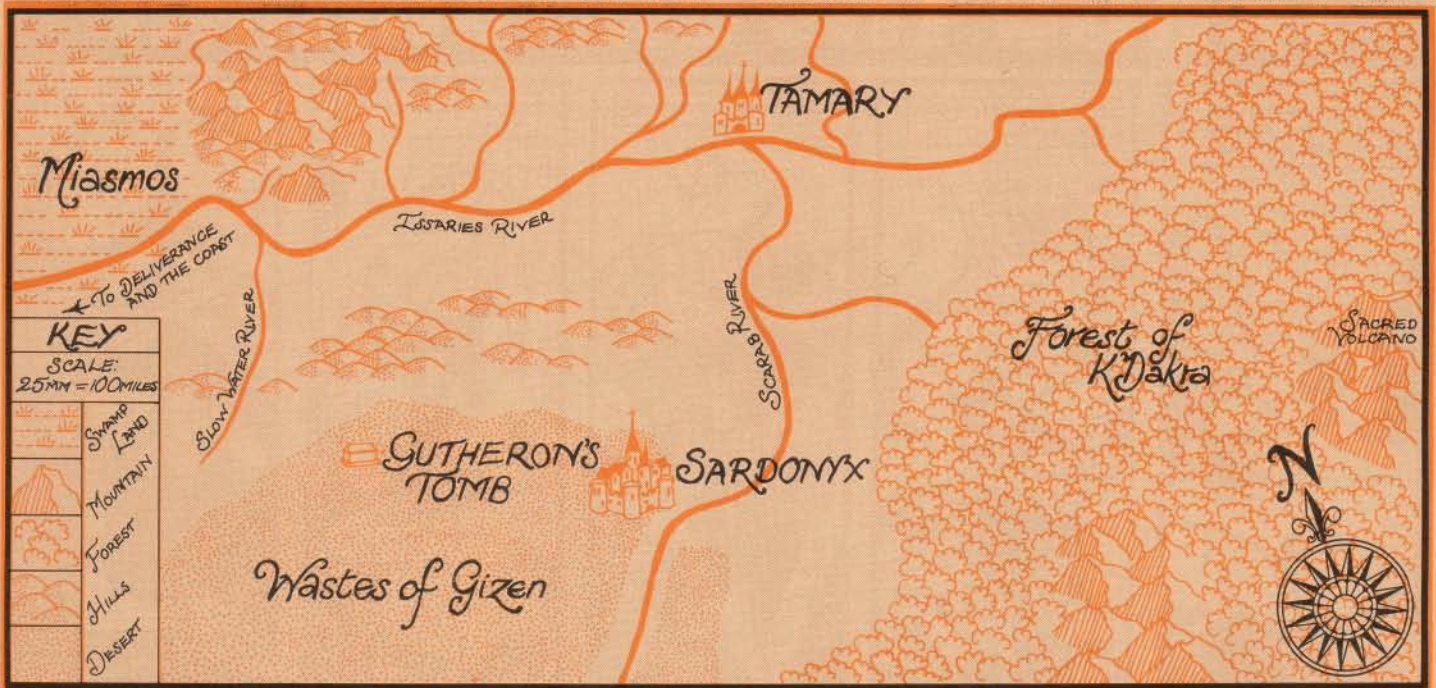 TAMARY
Miasmos
ISSARIES RIVER
← TO DELIVERANCE
AND THE COAST
SLOW WATER RIVER
SCARAB RIVER
Forest of
K'Dakra
SACRED
VOLCANO
GUTHERON'S
TOMB
SARDONYX
Wastes of Gizen
N
KEY
SCALE:
25MM = 100MILES
SWAMP
LAND
MOUNTAIN
FOREST
HILLS
DESERT